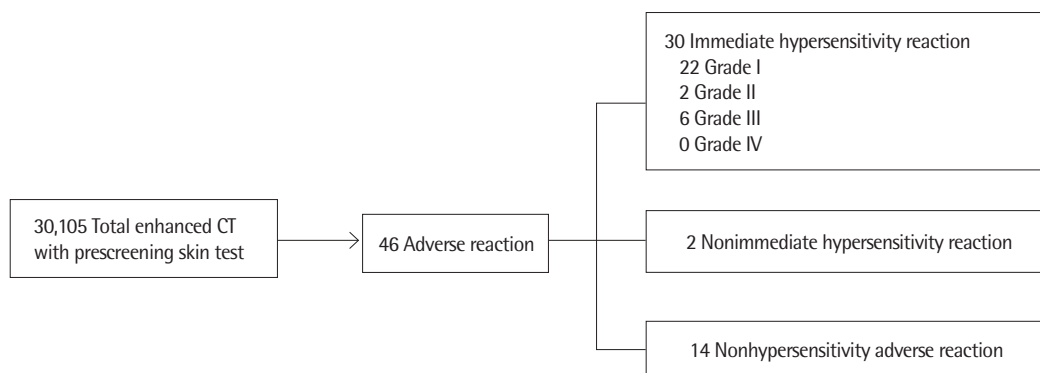 30,105 Total enhanced CT
with prescreening skin test
46 Adverse reaction
30 Immediate hypersensitivity reaction
22 Grade I
2 Grade II
6 Grade III
0 Grade IV
2 Nonimmediate hypersensitivity reaction
14 Nonhypersensitivity adverse reaction